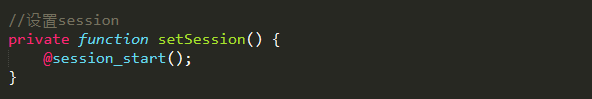 //设置session
private function setSession() {
    @session_start();
}